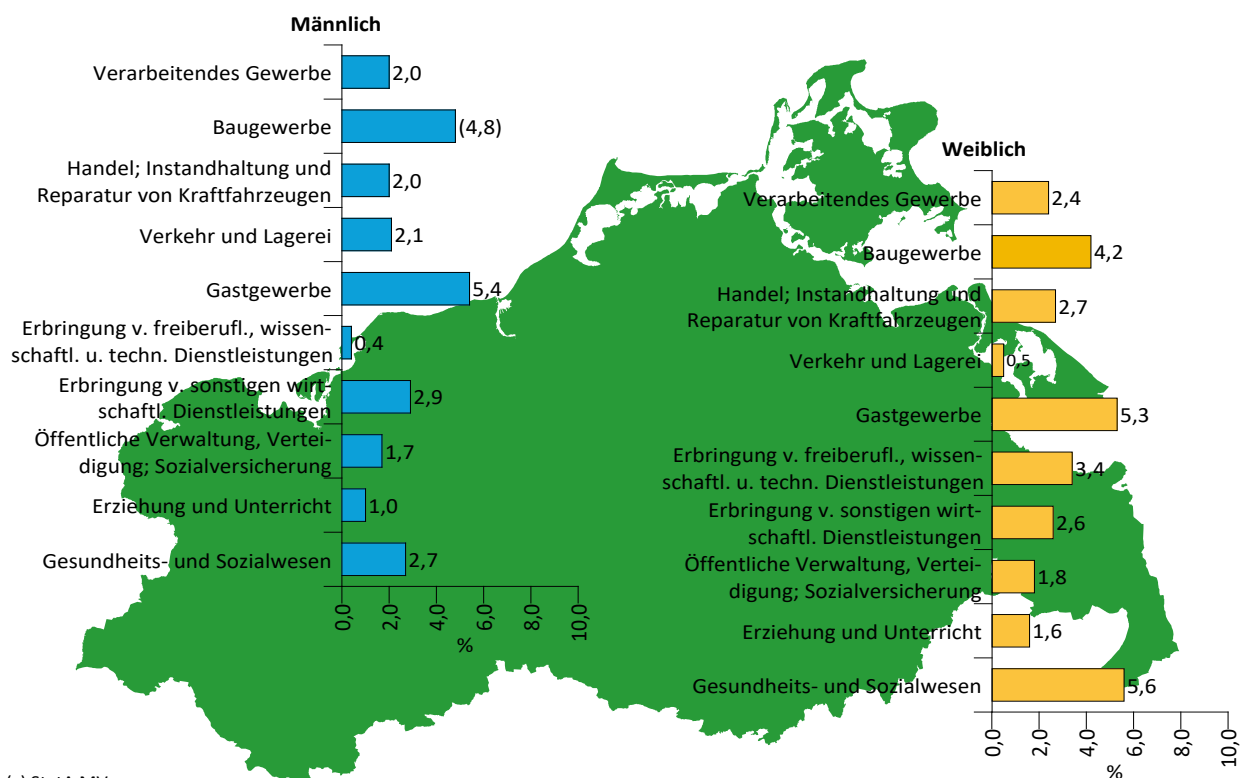 Männlich
Verarbeitendes Gewerbe 2,0
Baugewerbe (4,8)
Handel; Instandhaltung und
Reparatur von Kraftfahrzeugen 2,0
Verkehr und Lagerei 2,1
Gastgewerbe 5,4
Erbringung v. freiberufl., wissen-
schaftl. u. techn. Dienstleistungen 0,4
Erbringung v. sonstigen wirt-
schaftl. Dienstleistungen 2,9
Öffentliche Verwaltung, Vertei-
digung; Sozialversicherung 1,7
Erziehung und Unterricht 1,0
Gesundheits- und Sozialwesen 2,7
0,0 2,0 4,0 6,0 8,0 10,0
%
Weiblich
Verarbeitendes Gewerbe 2,4
Baugewerbe 4,2
Handel; Instandhaltung und
Reparatur von Kraftfahrzeugen 2,7
Verkehr und Lagerei 0,5
Gastgewerbe 5,3
Erbringung v. freiberufl., wissen-
schaftl. u. techn. Dienstleistungen 3,4
Erbringung v. sonstigen wirt-
schaftl. Dienstleistungen 2,6
Öffentliche Verwaltung, Vertei-
digung; Sozialversicherung 1,8
Erziehung und Unterricht 1,6
Gesundheits- und Sozialwesen 5,6
0,0 2,0 4,0 6,0 8,0 10,0
%